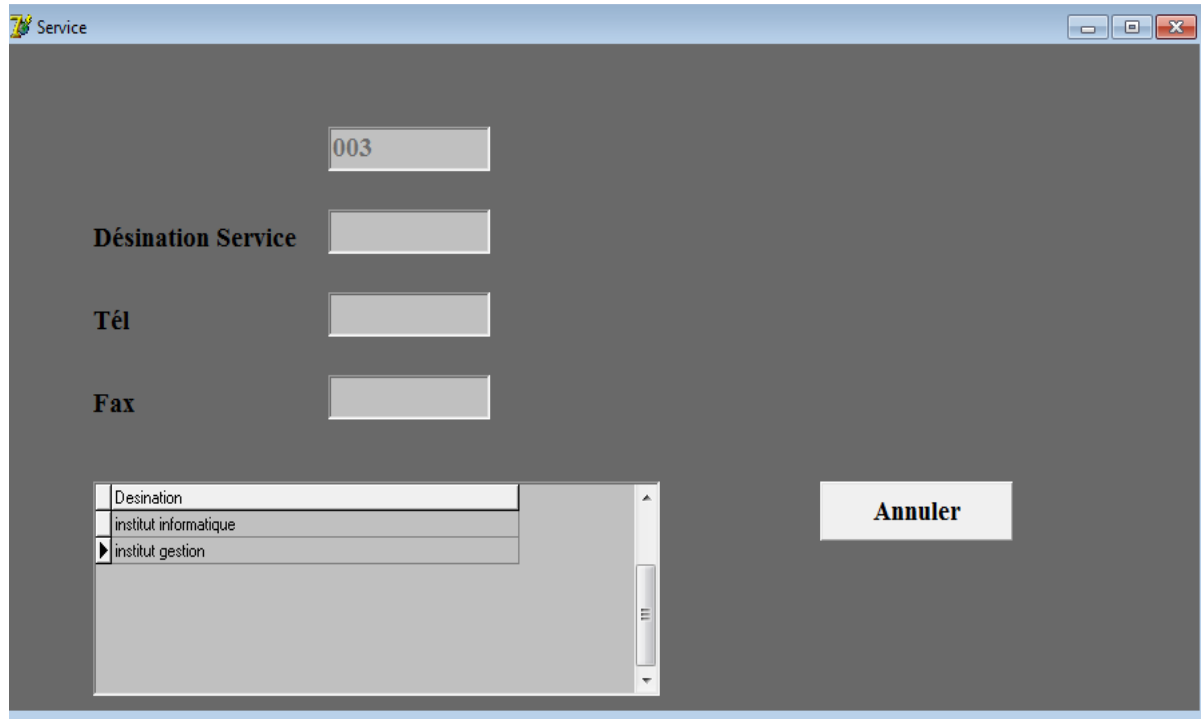 Service
003
Désination Service
Tél
Fax
Desination
institut informatique
institut gestion
Annuler